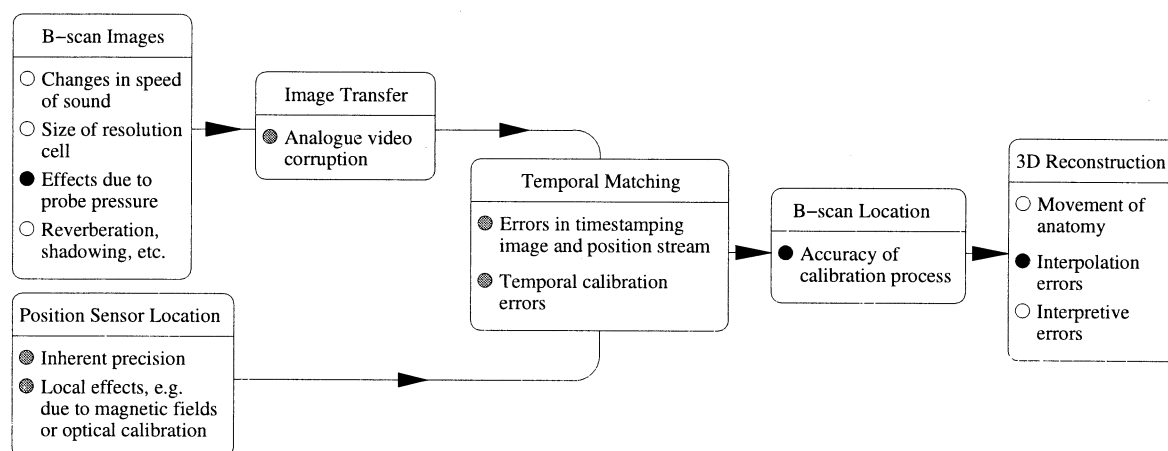 B-scan Images
Changes in speed
of sound
Size of resolution
cell
Effects due to
probe pressure
Reverberation,
shadowing, etc.
Image Transfer
Analogue video
corruption
Position Sensor Location
Inherent precision
Local effects, e.g.
due to magnetic fields
or optical calibration
Temporal Matching
Errors in timestamping
image and position stream
Temporal calibration
errors
B-scan Location
Accuracy of
calibration process
3D Reconstruction
Movement of
anatomy
Interpolation
errors
Interpretive
errors